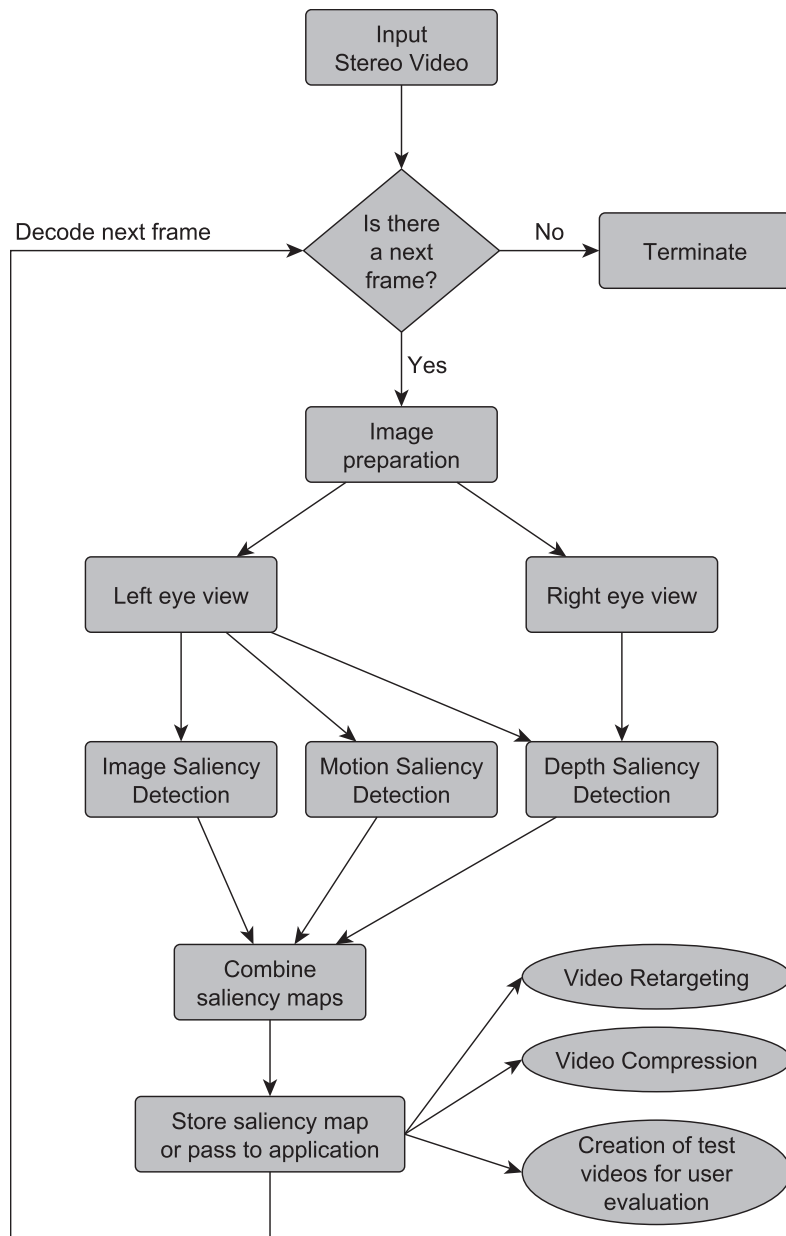 Input
Stereo Video
Decode next frame
Is there
a next
frame?
No
Terminate
Yes
Image
preparation
Left eye view
Right eye view
Image Saliency
Detection
Motion Saliency
Detection
Depth Saliency
Detection
Combine
saliency maps
Video Retargeting
Video Compression
Store saliency map
or pass to application
Creation of test
videos for user
evaluation